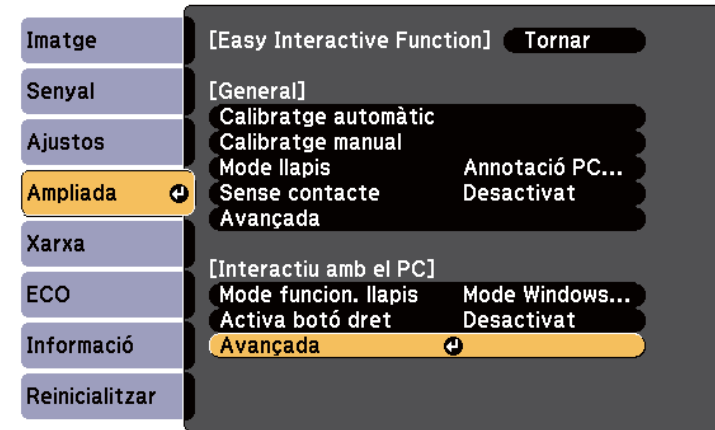 Imatge
Senyal
Ajustos
Ampliada
Xarxa
ECO
Informació
Reinicialitzar
[Easy Interactive Function] Tornar
[General]
Calibratge automàtic
Calibratge manual
Mode llapis Annotació PC...
Sense contacte Desactivat
Avançada
[Interactiu amb el PC]
Mode funcion. llapis Mode Windows...
Activa botó dret Desactivat
Avançada